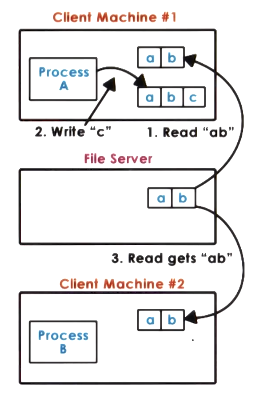 Client Machine #1
a b
Process
A
a b c
2. Write “c”
1. Read “ab”
File Server
a b
3. Read gets “ab”
Client Machine #2
a b
Process
B